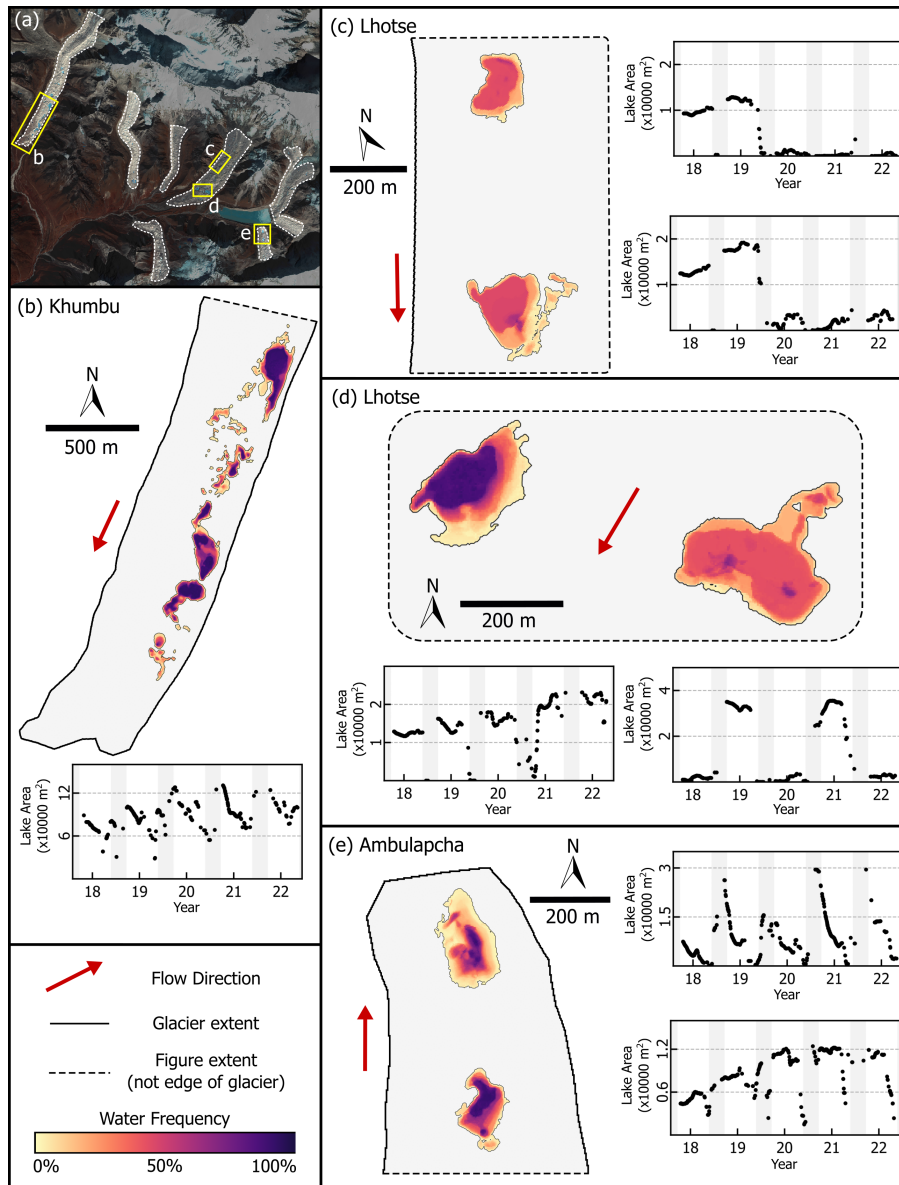 (a)
b
c
d
e
(b) Khumbu
N
500 m
Lake Area
(x10000 m²)
12
6
18 19 20 21 22
Year
Flow Direction
Glacier extent
Figure extent
(not edge of glacier)
Water Frequency
0% 50% 100%
(c) Lhotse
N
200 m
Lake Area
(x10000 m²)
2
1
18 19 20 21 22
Year
Lake Area
(x10000 m²)
2
1
18 19 20 21 22
Year
(d) Lhotse
N
200 m
Lake Area
(x10000 m²)
2
1
18 19 20 21 22
Year
Lake Area
(x10000 m²)
4
2
18 19 20 21 22
Year
(e) Ambulapcha
N
200 m
Lake Area
(x10000 m²)
3
1.5
18 19 20 21 22
Year
Lake Area
(x10000 m²)
1.2
0.6
18 19 20 21 22
Year